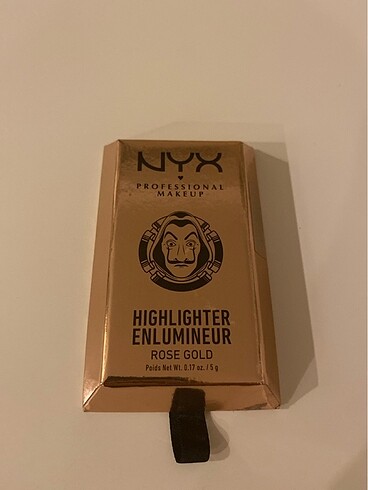 NYX
PROFESSIONAL
MAKEUP
HIGHLIGHTER
ENLUMINEUR
ROSE GOLD
Poids Net Wt. 0.17 oz. / 5 g